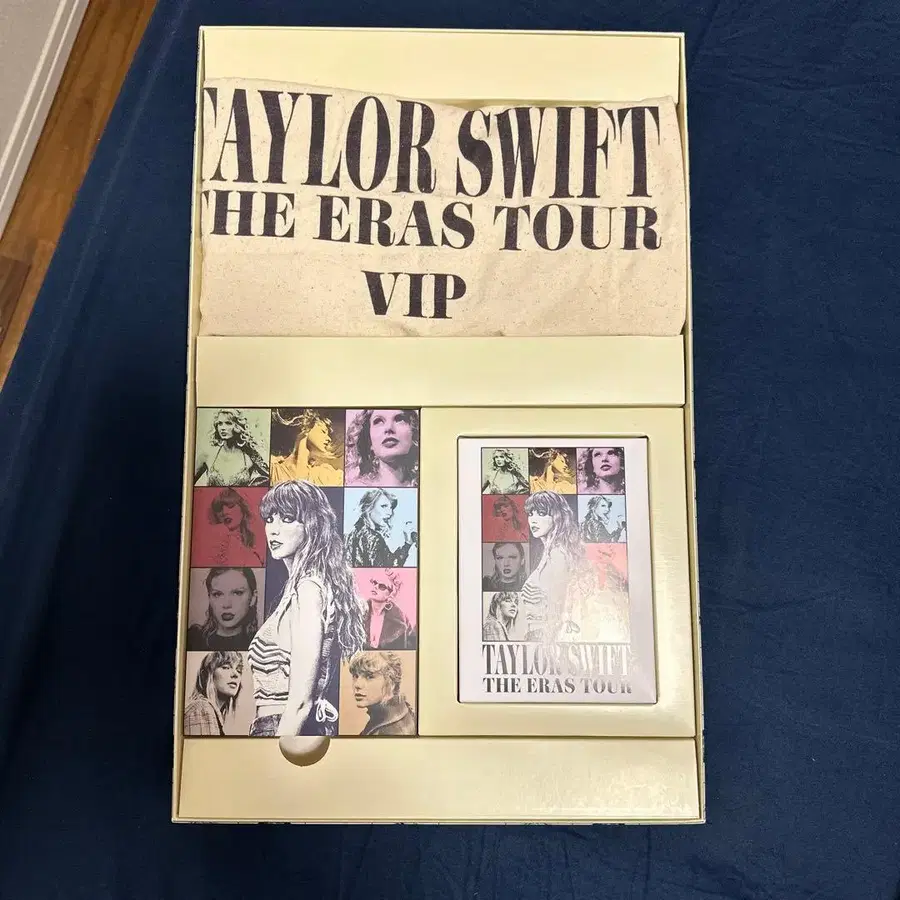 TAYLOR SWIFT
THE ERAS TOUR
VIP
TAYLOR SWIFT
THE ERAS TOUR